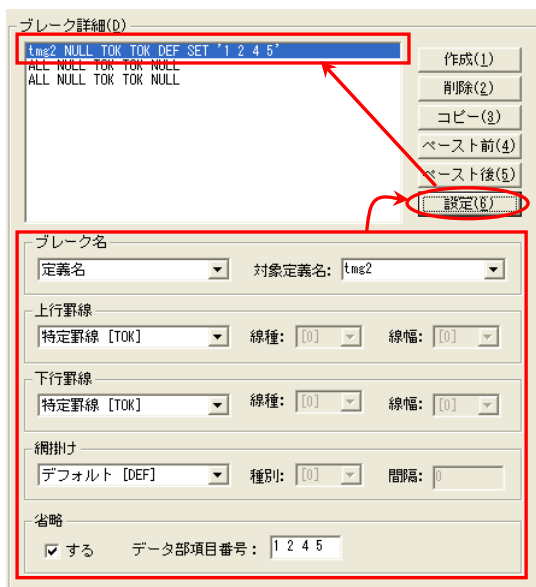 ブレーク詳細(D)
tmg2 NULL TOK TOK DEF SET '1 2 4 5'
ALL NULL TOK TOK NULL
ALL NULL TOK TOK NULL
作成(1)
削除(2)
コピー(3)
ペースト前(4)
ペースト後(5)
設定(6)
ブレーク名
定義名 対象定義名: tmg2
上行罫線
特定罫線 [TOK] 線種: [0] 線幅: [0]
下行罫線
特定罫線 [TOK] 線種: [0] 線幅: [0]
網掛け
デフォルト [DEF] 種別: [0] 間隔: 0
省略
する データ部項目番号: 1 2 4 5